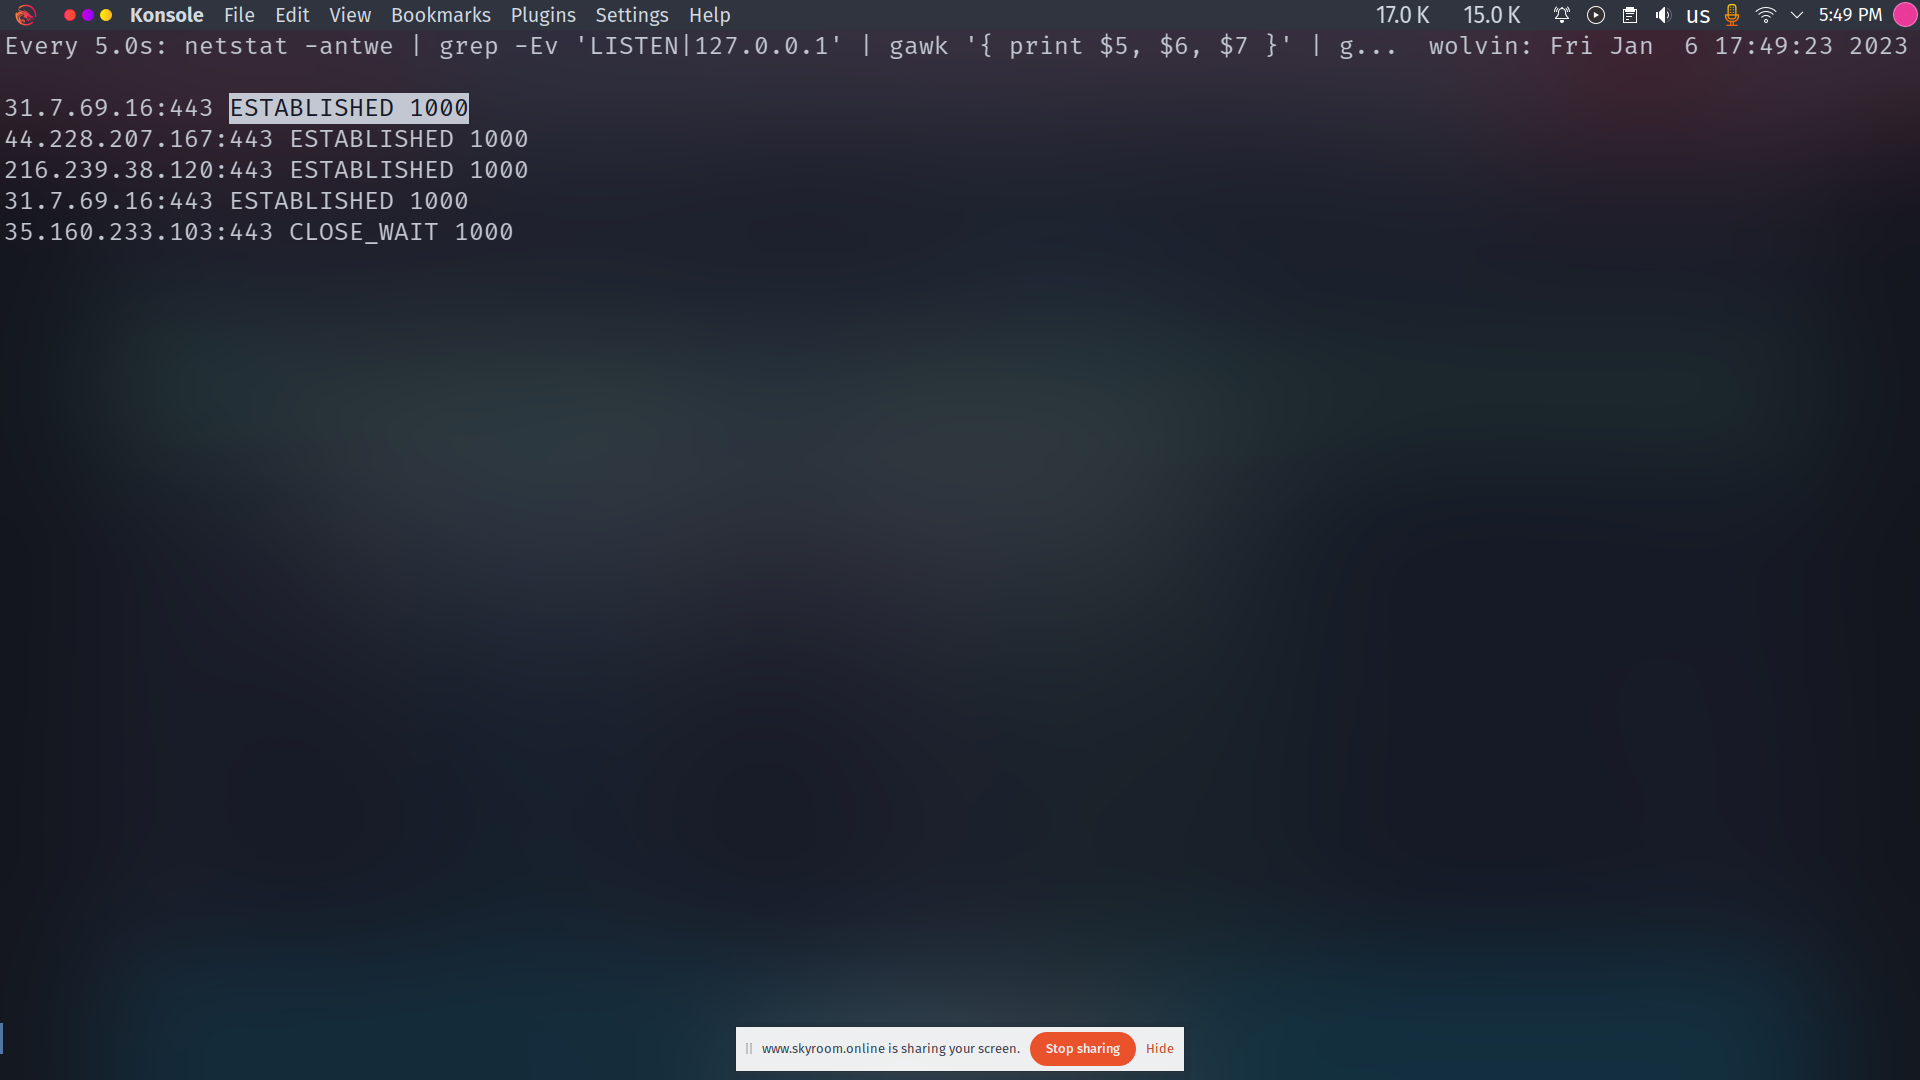 Konsole File Edit View Bookmarks Plugins Settings Help 17.0 K 15.0 K us 5:49 PM
Every 5.0s: netstat -antwe | grep -Ev 'LISTEN|127.0.0.1' | gawk '{ print $5, $6, $7 }' | g... wolvin: Fri Jan  6 17:49:23 2023
31.7.69.16:443 ESTABLISHED 1000
44.228.207.167:443 ESTABLISHED 1000
216.239.38.120:443 ESTABLISHED 1000
31.7.69.16:443 ESTABLISHED 1000
35.160.233.103:443 CLOSE_WAIT 1000
www.skyroom.online is sharing your screen. Stop sharing Hide